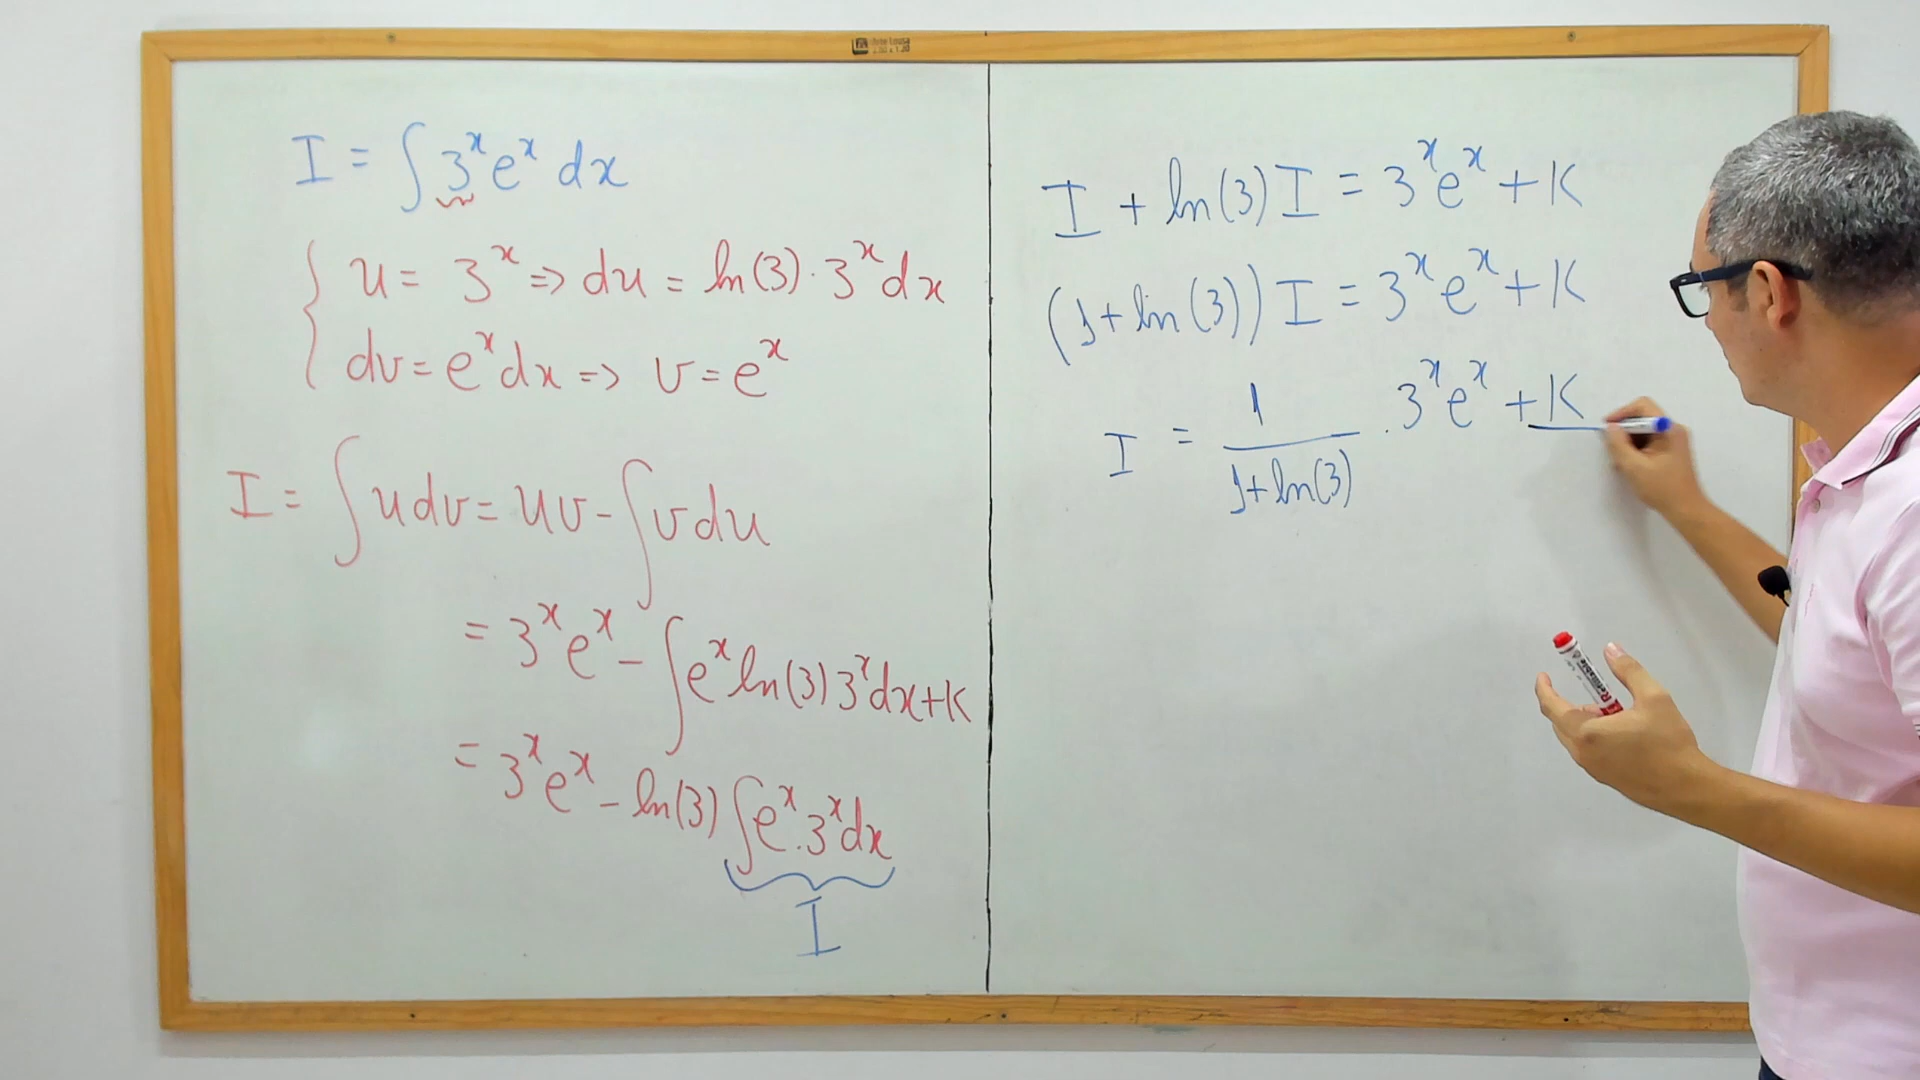 I = ∫ 3^x e^x dx
u = 3^x => du = ln(3) · 3^x dx
dv = e^x dx => v = e^x
I = ∫ u dv = uv - ∫ v du
= 3^x e^x - ∫ e^x ln(3) 3^x dx + K
= 3^x e^x - ln(3) ∫ e^x . 3^x dx
I
I + ln(3) I = 3^x e^x + K
(1 + ln(3)) I = 3^x e^x + K
I = 1/(1 + ln(3)) . 3^x e^x + K